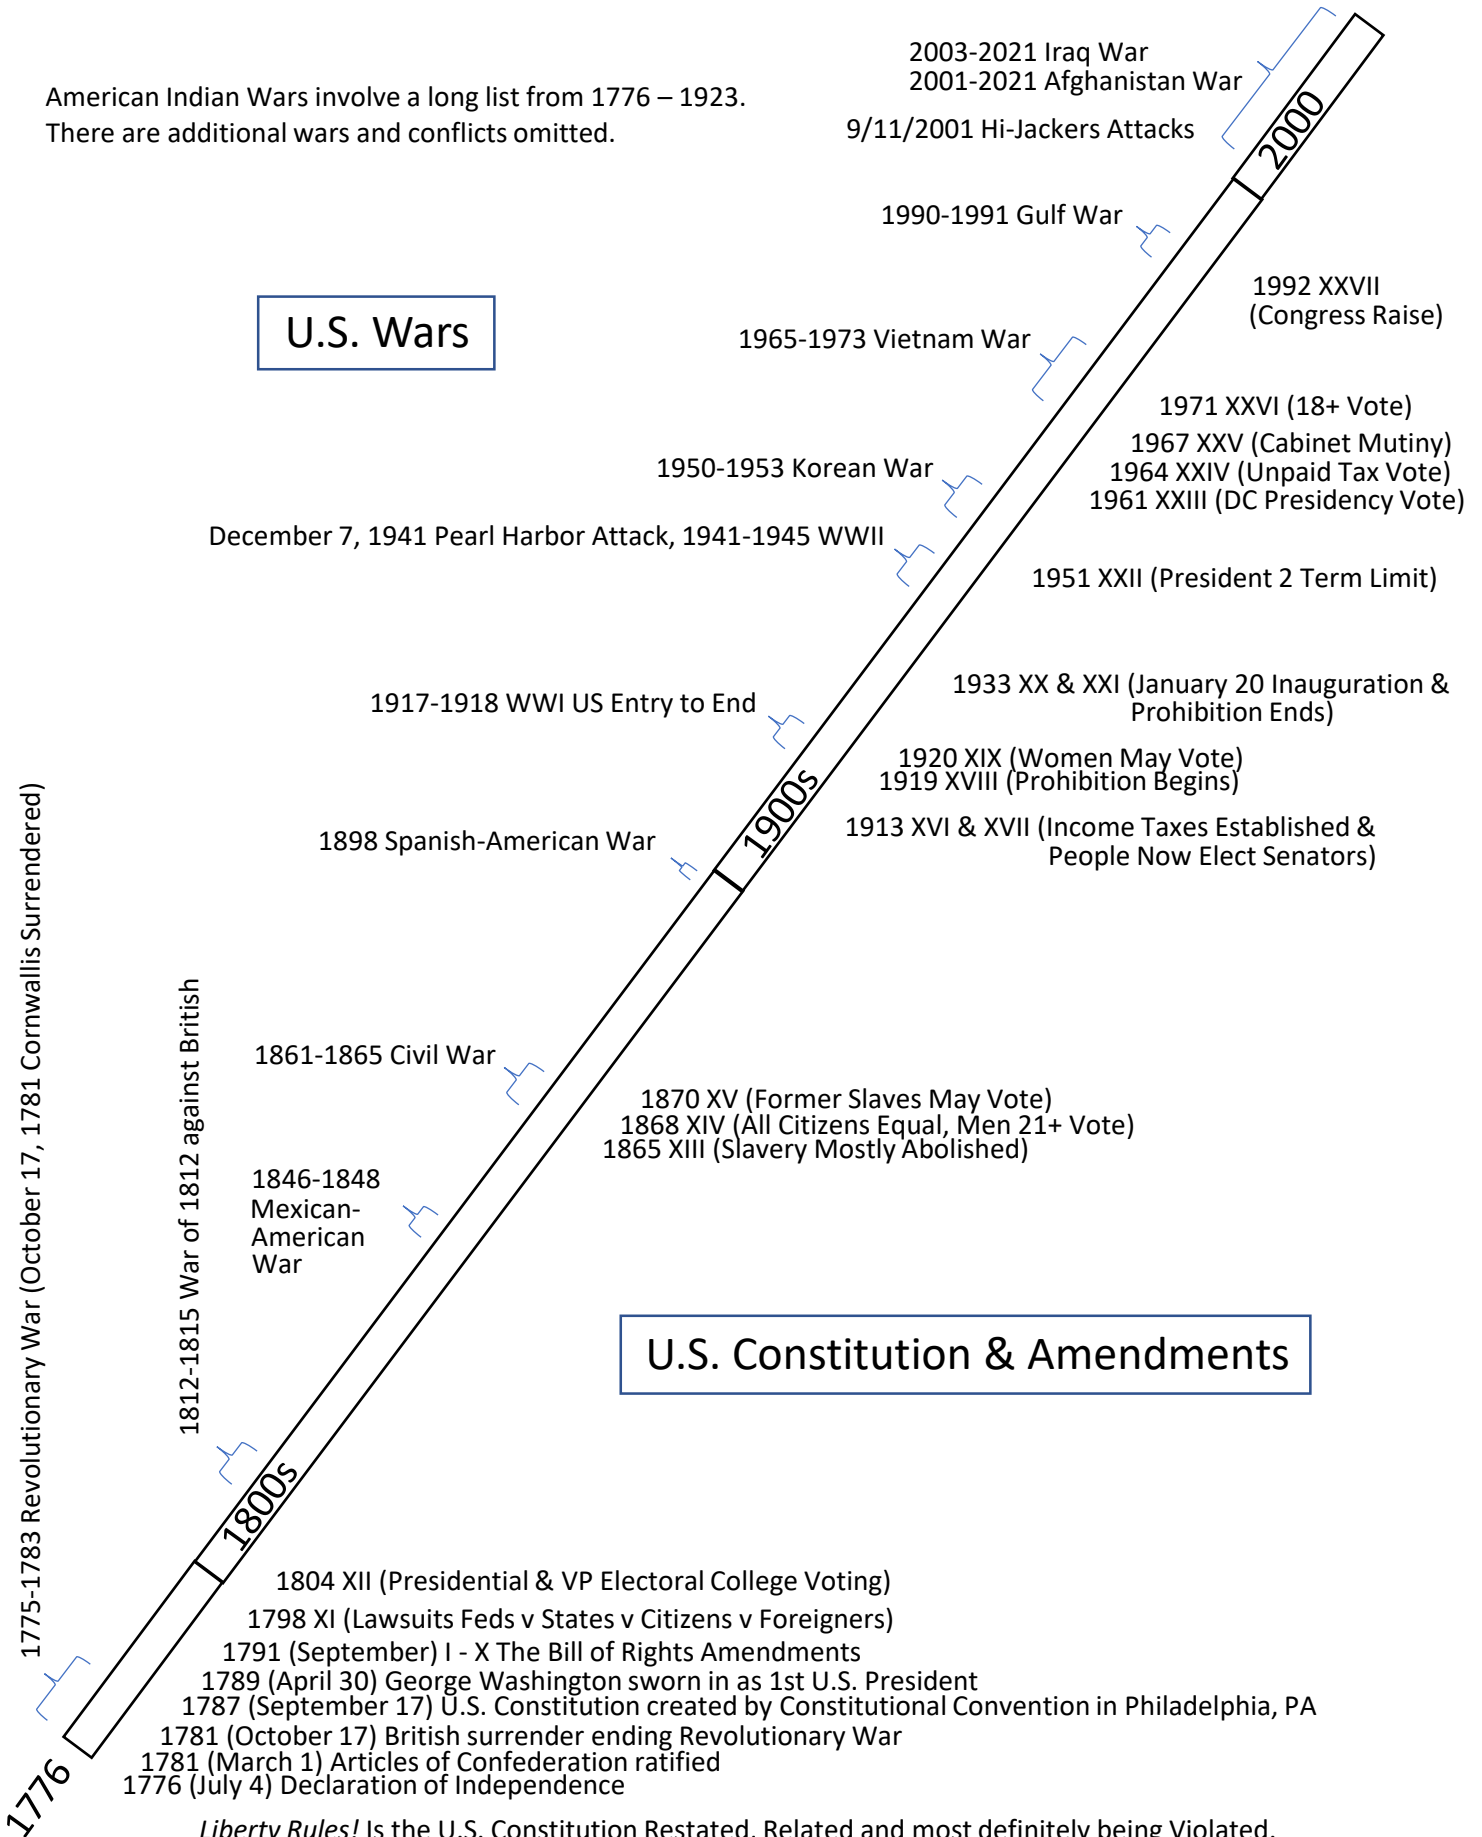 American Indian Wars involve a long list from 1776 – 1923.
There are additional wars and conflicts omitted.
2003-2021 Iraq War
2001-2021 Afghanistan War
9/11/2001 Hi-Jackers Attacks
2000
1990-1991 Gulf War
U.S. Wars
1992 XXVII
(Congress Raise)
1965-1973 Vietnam War
1971 XXVI (18+ Vote)
1967 XXV (Cabinet Mutiny)
1964 XXIV (Unpaid Tax Vote)
1961 XXIII (DC Presidency Vote)
1950-1953 Korean War
December 7, 1941 Pearl Harbor Attack, 1941-1945 WWII
1951 XXII (President 2 Term Limit)
1917-1918 WWI US Entry to End
1933 XX & XXI (January 20 Inauguration &
Prohibition Ends)
1920 XIX (Women May Vote)
1919 XVIII (Prohibition Begins)
1900s
1913 XVI & XVII (Income Taxes Established &
People Now Elect Senators)
1898 Spanish-American War
1775-1783 Revolutionary War (October 17, 1781 Cornwallis Surrendered)
1812-1815 War of 1812 against British
1861-1865 Civil War
1870 XV (Former Slaves May Vote)
1868 XIV (All Citizens Equal, Men 21+ Vote)
1865 XIII (Slavery Mostly Abolished)
1846-1848
Mexican-
American
War
U.S. Constitution & Amendments
1800s
1804 XII (Presidential & VP Electoral College Voting)
1798 XI (Lawsuits Feds v States v Citizens v Foreigners)
1791 (September) I - X The Bill of Rights Amendments
1789 (April 30) George Washington sworn in as 1st U.S. President
1787 (September 17) U.S. Constitution created by Constitutional Convention in Philadelphia, PA
1781 (October 17) British surrender ending Revolutionary War
1781 (March 1) Articles of Confederation ratified
1776 (July 4) Declaration of Independence
1776
Liberty Rules! Is the U.S. Constitution Restated, Related and most definitely being Violated.